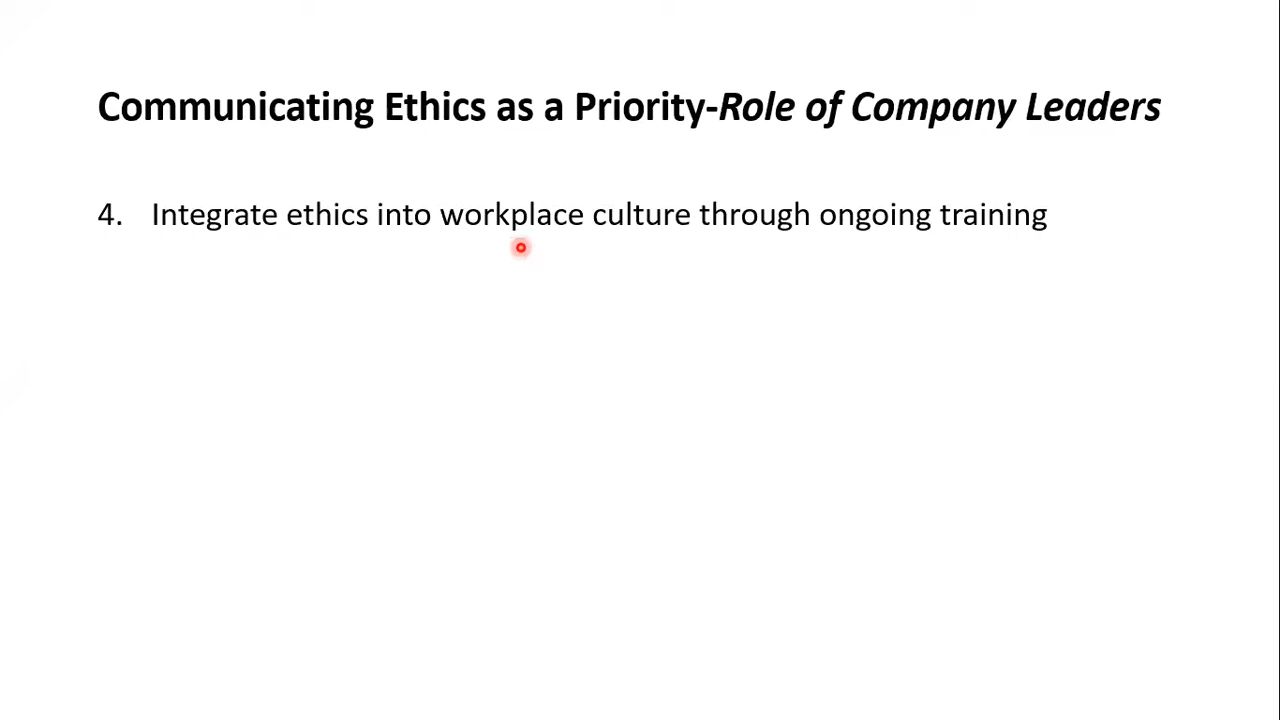 Communicating Ethics as a Priority-Role of Company Leaders
4. Integrate ethics into workplace culture through ongoing training